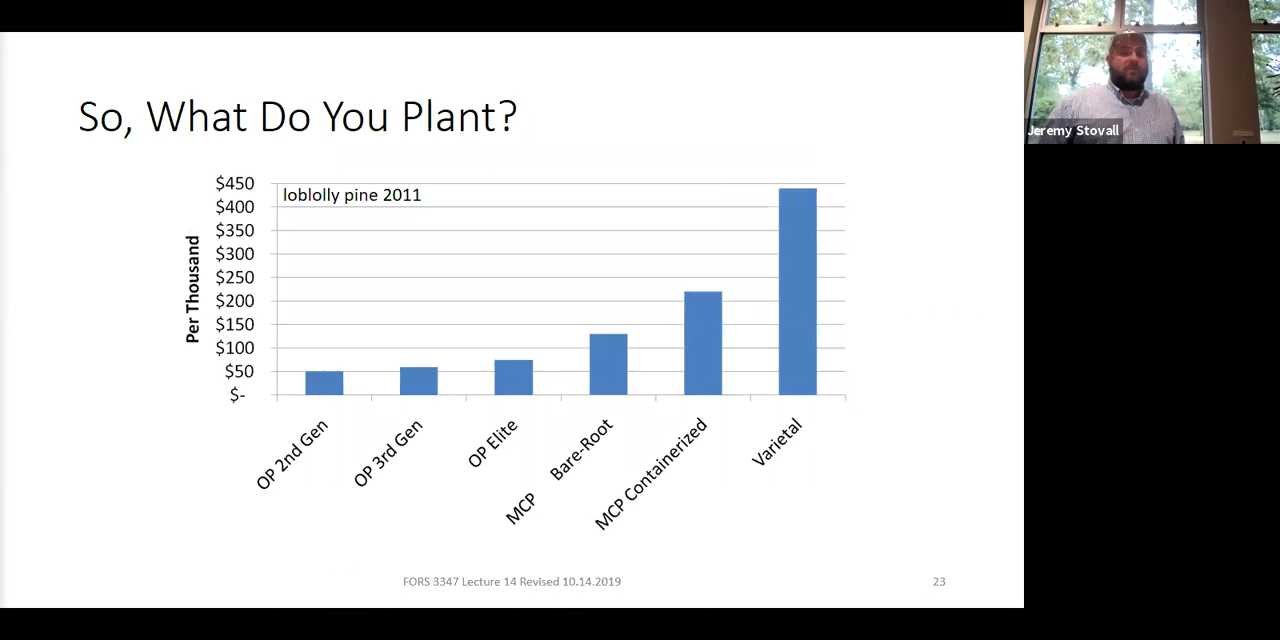 So, What Do You Plant?
loblolly pine 2011
Per Thousand
$450
$400
$350
$300
$250
$200
$150
$100
$50
$-
OP 2nd Gen
OP 3rd Gen
OP Elite
MCP Bare-Root
MCP Containerized
Varietal
FORS 3347 Lecture 14 Revised 10.14.2019
23
Jeremy Stovall